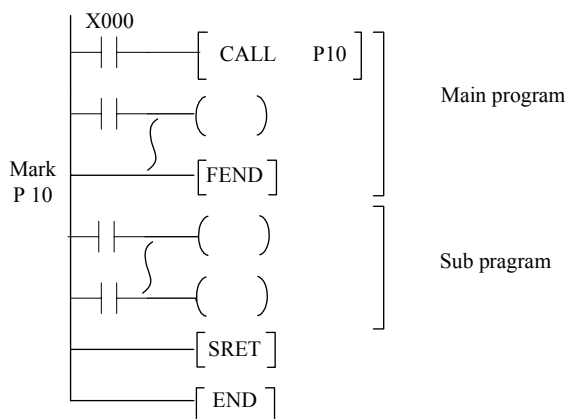 X000
CALL P10
Main program
FEND
Mark
P 10
Sub pragram
SRET
END